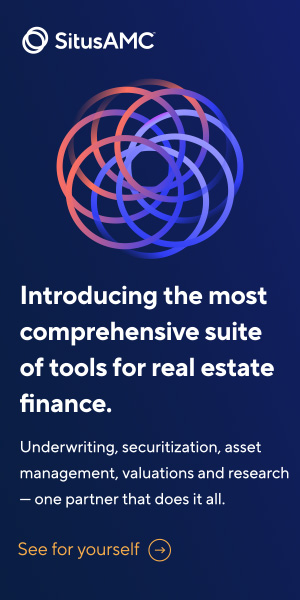 SitusAMC
Introducing the most
comprehensive suite
of tools for real estate
finance.
Underwriting, securitization, asset
management, valuations and research
— one partner that does it all.
See for yourself